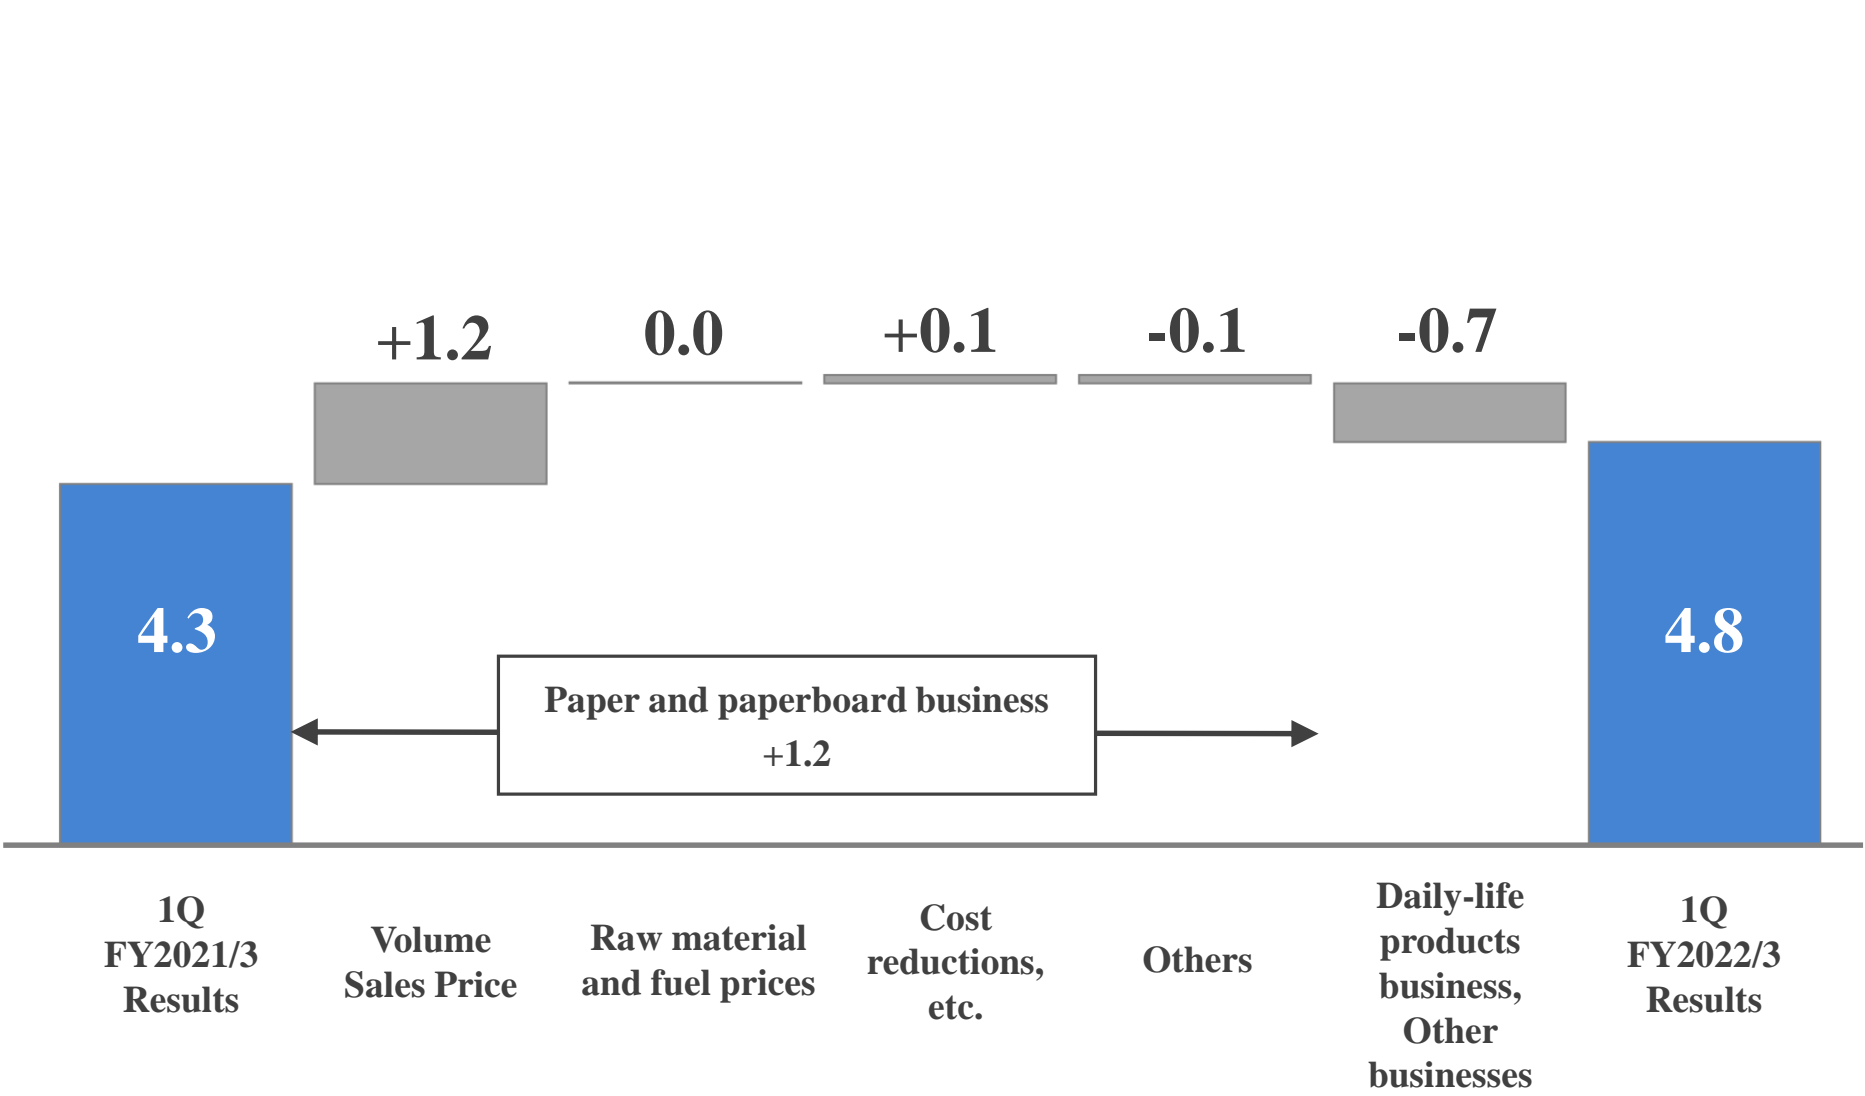 +1.2
0.0
+0.1
-0.1
-0.7
4.3
4.8
Paper and paperboard business
+1.2
1Q
FY2021/3
Results
Volume
Sales Price
Raw material
and fuel prices
Cost
reductions,
etc.
Others
Daily-life
products
business,
Other
businesses
1Q
FY2022/3
Results